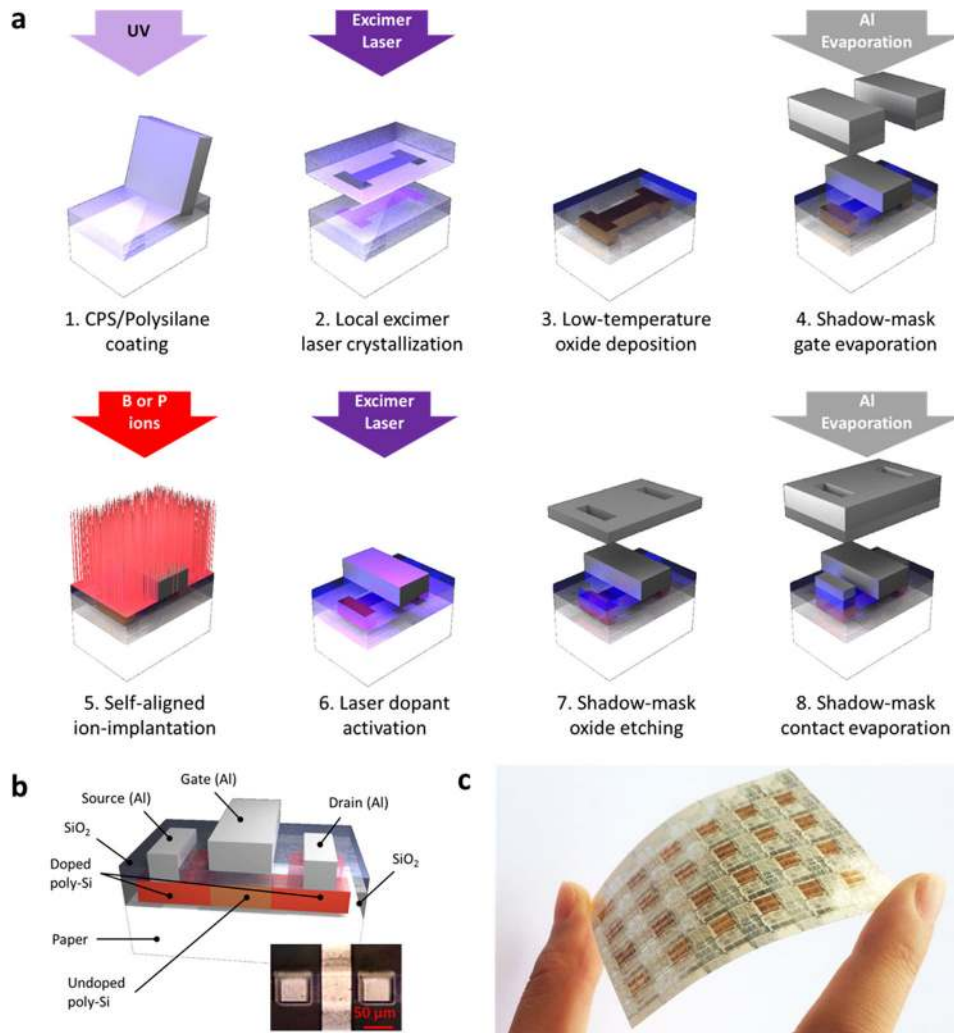 a
UV
Excimer
Laser
Al
Evaporation
1. CPS/Polysilane
coating
2. Local excimer
laser crystallization
3. Low-temperature
oxide deposition
4. Shadow-mask
gate evaporation
B or P
ions
Excimer
Laser
Al
Evaporation
5. Self-aligned
ion-implantation
6. Laser dopant
activation
7. Shadow-mask
oxide etching
8. Shadow-mask
contact evaporation
b
Gate (Al)
Source (Al)
Drain (Al)
SiO₂
SiO₂
Doped
poly-Si
Paper
Undoped
poly-Si
50 µm
c